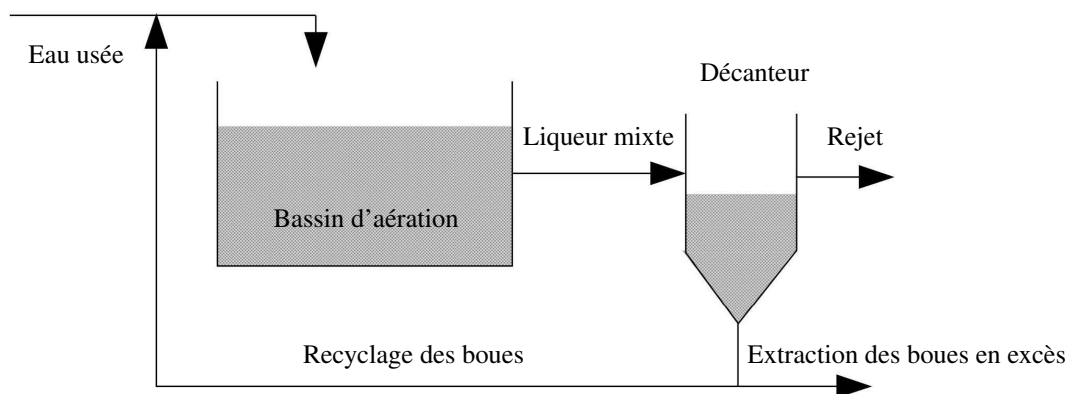 Eau usée
Décanteur
Liqueur mixte
Rejet
Bassin d’aération
Recyclage des boues
Extraction des boues en excès